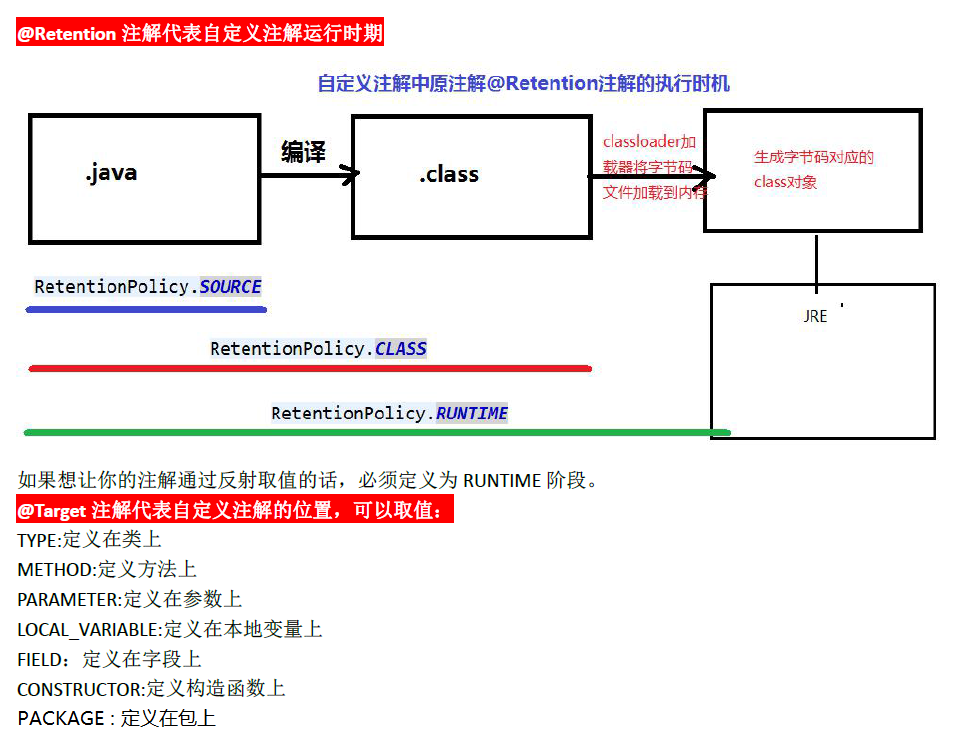 @Retention 注解代表自定义注解运行时期
自定义注解中原注解@Retention注解的执行时机
.java
编译
.class
classloader加
载器将字节码
文件加载到内存
生成字节码对应的
class对象
RetentionPolicy.SOURCE
JRE
RetentionPolicy.CLASS
RetentionPolicy.RUNTIME
如果想让你的注解通过反射取值的话，必须定义为 RUNTIME 阶段。
@Target 注解代表自定义注解的位置，可以取值：
TYPE:定义在类上
METHOD:定义方法上
PARAMETER:定义在参数上
LOCAL_VARIABLE:定义在本地变量上
FIELD：定义在字段上
CONSTRUCTOR:定义构造函数上
PACKAGE : 定义在包上